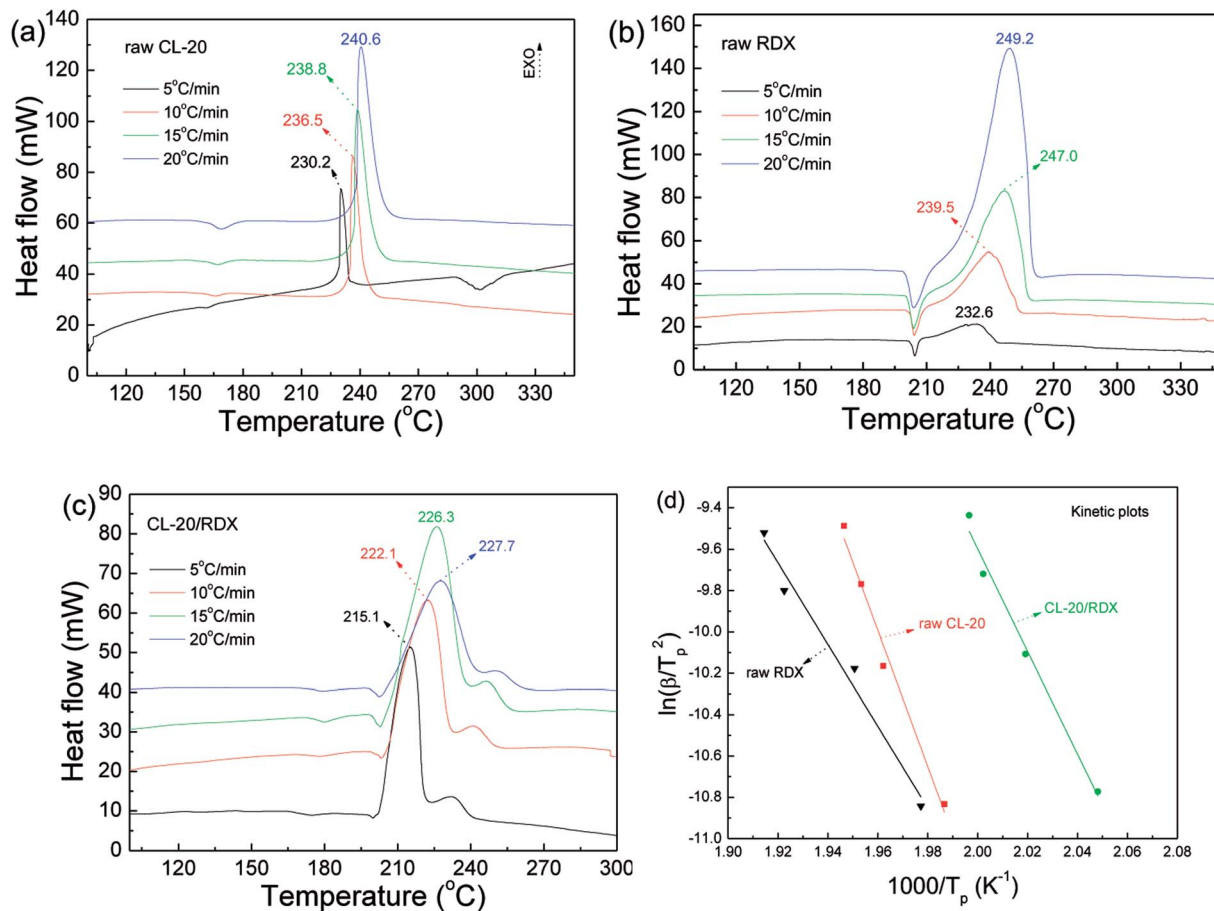 (a)
raw CL-20
5°C/min
10°C/min
15°C/min
20°C/min
240.6
238.8
236.5
230.2
EXO
Heat flow (mW)
140
120
100
80
60
40
20
0
120 150 180 210 240 270 300 330
Temperature (°C)
(b)
raw RDX
5°C/min
10°C/min
15°C/min
20°C/min
249.2
247.0
239.5
232.6
Heat flow (mW)
160
140
120
100
80
60
40
20
0
120 150 180 210 240 270 300 330
Temperature (°C)
(c)
CL-20/RDX
5°C/min
10°C/min
15°C/min
20°C/min
226.3
222.1
227.7
215.1
Heat flow (mW)
90
80
70
60
50
40
30
20
10
0
120 150 180 210 240 270 300
Temperature (°C)
(d)
Kinetic plots
CL-20/RDX
raw CL-20
raw RDX
ln(β/Tp²)
-9.4
-9.6
-9.8
-10.0
-10.2
-10.4
-10.6
-10.8
-11.0
1.90 1.92 1.94 1.96 1.98 2.00 2.02 2.04 2.06 2.08
1000/Tp (K⁻¹)